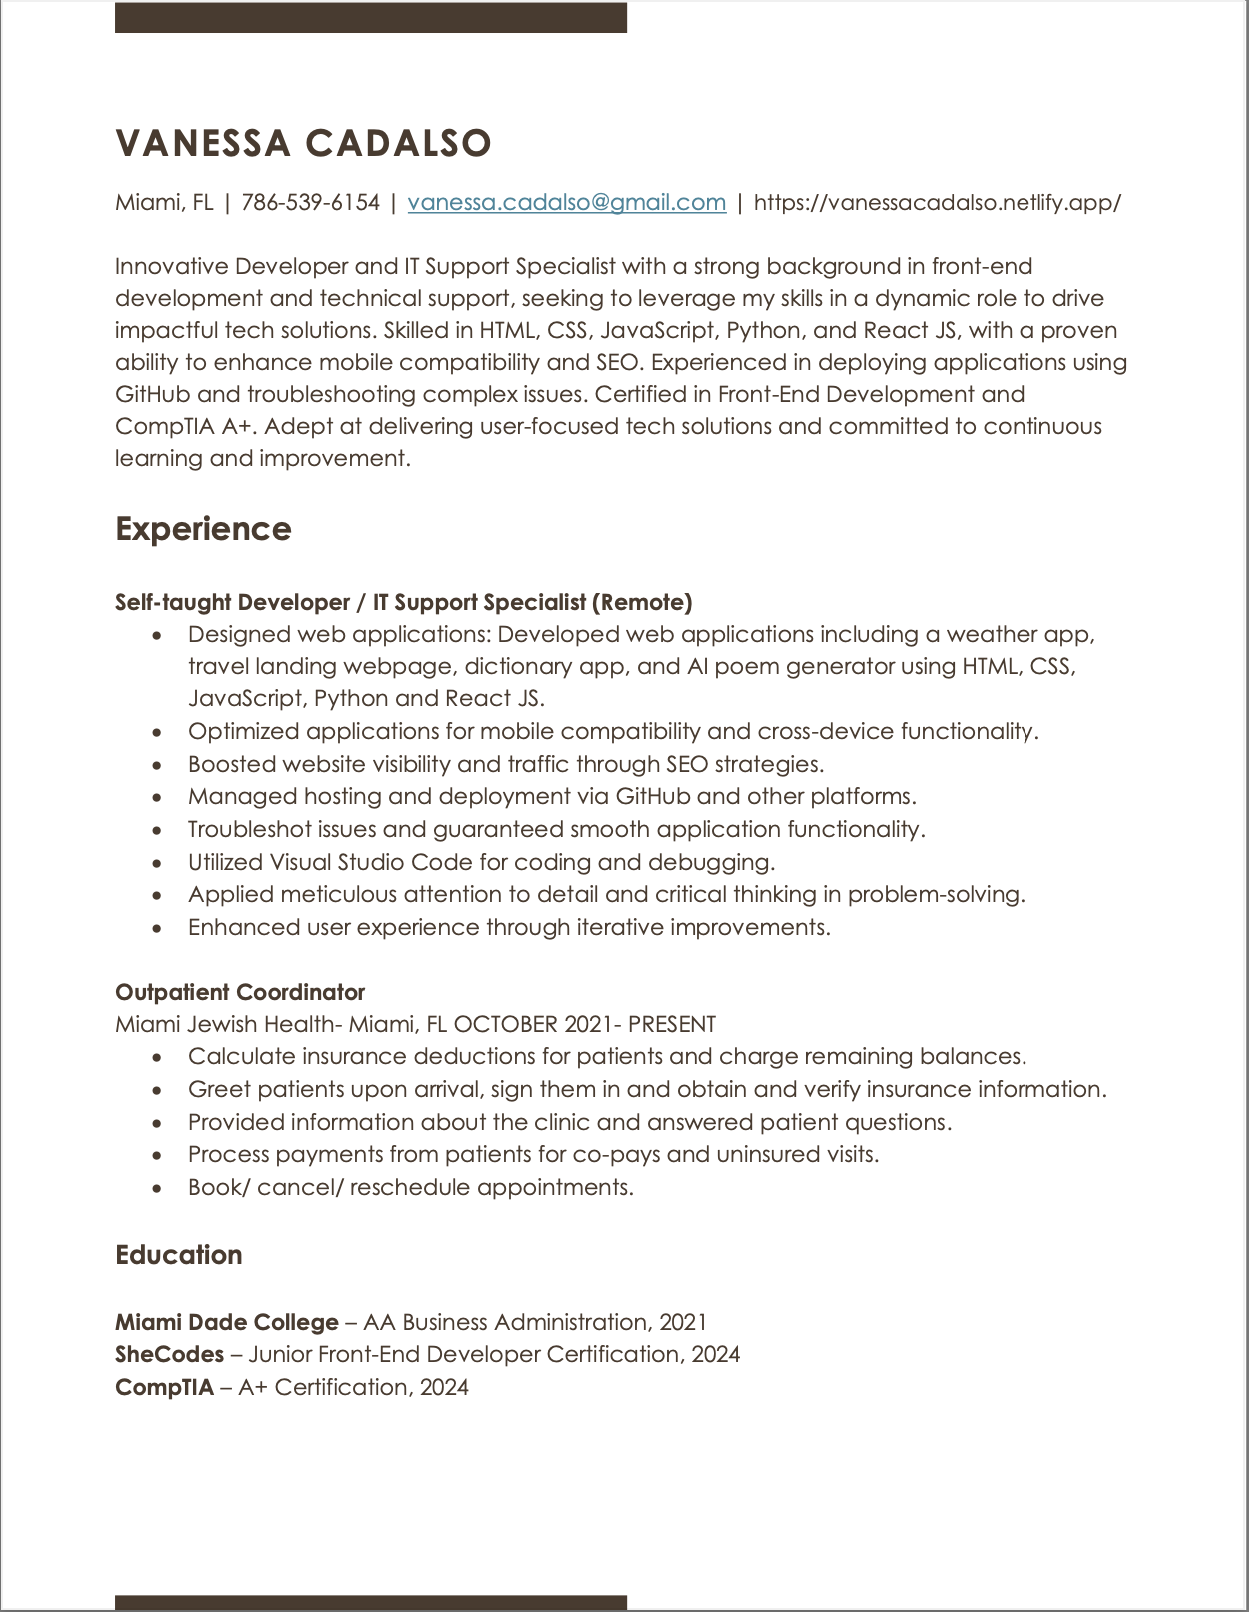 VANESSA CADALSO
Miami, FL | 786-539-6154 | vanessa.cadalso@gmail.com | https://vanessacadalso.netlify.app/
Innovative Developer and IT Support Specialist with a strong background in front-end
development and technical support, seeking to leverage my skills in a dynamic role to drive
impactful tech solutions. Skilled in HTML, CSS, JavaScript, Python, and React JS, with a proven
ability to enhance mobile compatibility and SEO. Experienced in deploying applications using
GitHub and troubleshooting complex issues. Certified in Front-End Development and
CompTIA A+. Adept at delivering user-focused tech solutions and committed to continuous
learning and improvement.
Experience
Self-taught Developer / IT Support Specialist (Remote)
• Designed web applications: Developed web applications including a weather app,
travel landing webpage, dictionary app, and AI poem generator using HTML, CSS,
JavaScript, Python and React JS.
• Optimized applications for mobile compatibility and cross-device functionality.
• Boosted website visibility and traffic through SEO strategies.
• Managed hosting and deployment via GitHub and other platforms.
• Troubleshot issues and guaranteed smooth application functionality.
• Utilized Visual Studio Code for coding and debugging.
• Applied meticulous attention to detail and critical thinking in problem-solving.
• Enhanced user experience through iterative improvements.
Outpatient Coordinator
Miami Jewish Health- Miami, FL OCTOBER 2021- PRESENT
• Calculate insurance deductions for patients and charge remaining balances.
• Greet patients upon arrival, sign them in and obtain and verify insurance information.
• Provided information about the clinic and answered patient questions.
• Process payments from patients for co-pays and uninsured visits.
• Book/ cancel/ reschedule appointments.
Education
Miami Dade College – AA Business Administration, 2021
SheCodes – Junior Front-End Developer Certification, 2024
CompTIA – A+ Certification, 2024